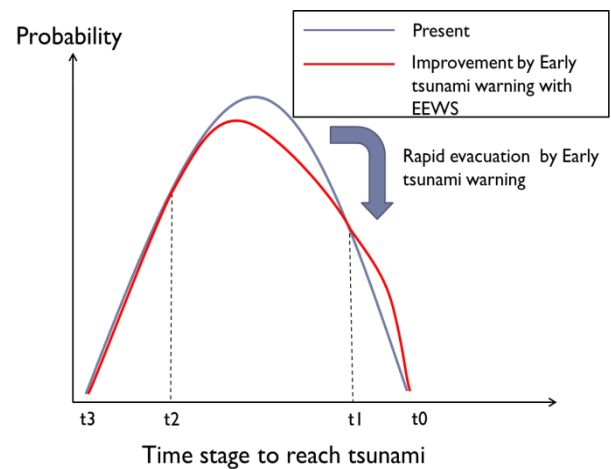 Probability
Present
Improvement by Early
tsunami warning with
EEWS
Rapid evacuation by Early
tsunami warning
t3
t2
t1
t0
Time stage to reach tsunami